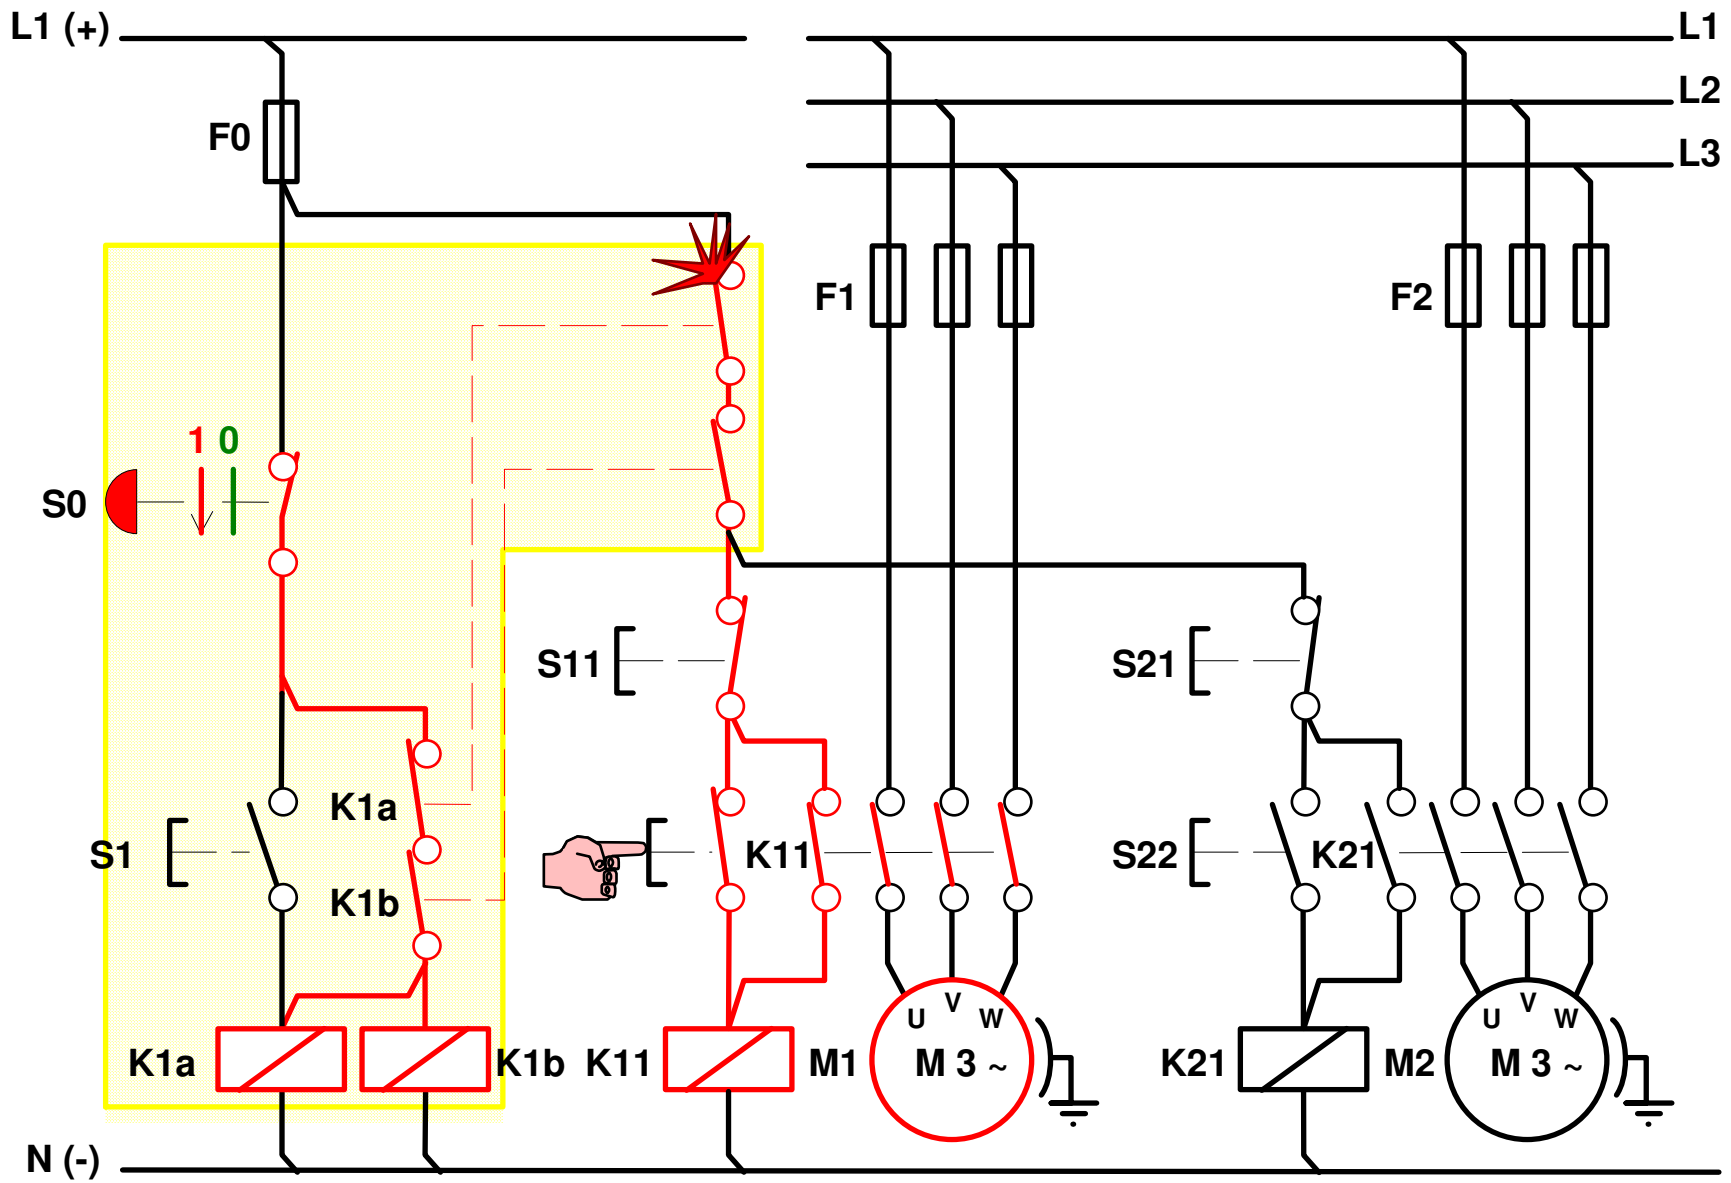 L1 (+)
L1
L2
L3
F0
F1
F2
1 0
S0
S11
S21
K1a
S1
K11
S22
K21
K1b
V
U
W
V
U
W
K1a
K1b
K11
M1
M 3 ~
K21
M2
M 3 ~
N (-)